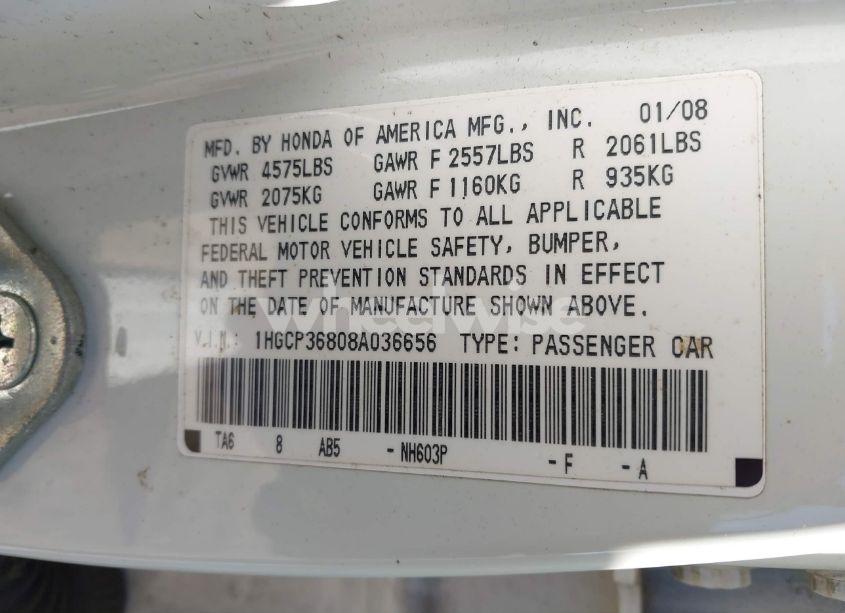 MFD. BY HONDA OF AMERICA MFG., INC. 01/08
GVWR 4575LBS GAWR F 2557LBS R 2061LBS
GVWR 2075KG GAWR F 1160KG R 935KG
THIS VEHICLE CONFORMS TO ALL APPLICABLE
FEDERAL MOTOR VEHICLE SAFETY, BUMPER,
AND THEFT PREVENTION STANDARDS IN EFFECT
ON THE DATE OF MANUFACTURE SHOWN ABOVE.
wheelwise
V.I.N.: 1HGCP36808A036656 TYPE: PASSENGER CAR
TA6 8 AB5 -NH603P -F -A